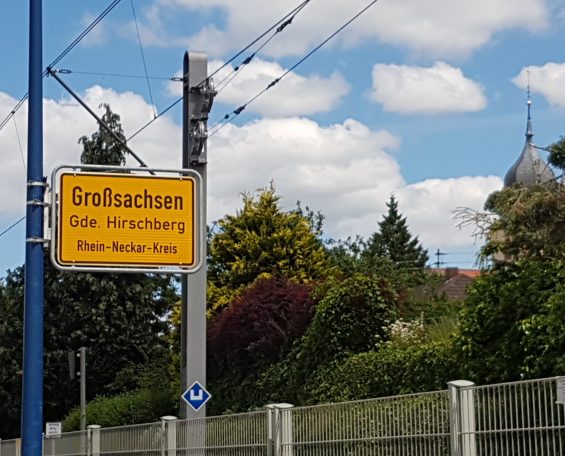 Großsachsen
Gde. Hirschberg
Rhein-Neckar-Kreis